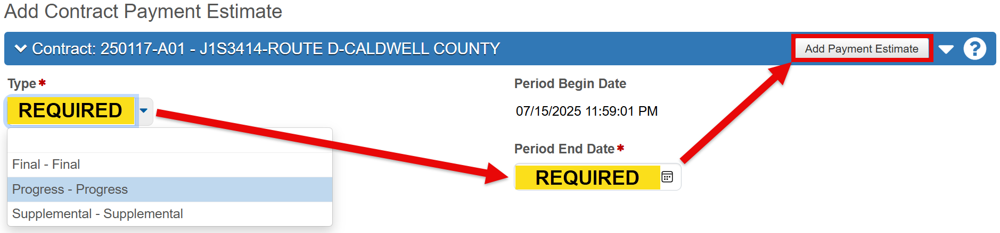 Add Contract Payment Estimate
Contract: 250117-A01 - J1S3414-ROUTE D-CALDWELL COUNTY
Add Payment Estimate
?
Type*
REQUIRED
Final - Final
Progress - Progress
Supplemental - Supplemental
Period Begin Date
07/15/2025 11:59:01 PM
Period End Date*
REQUIRED